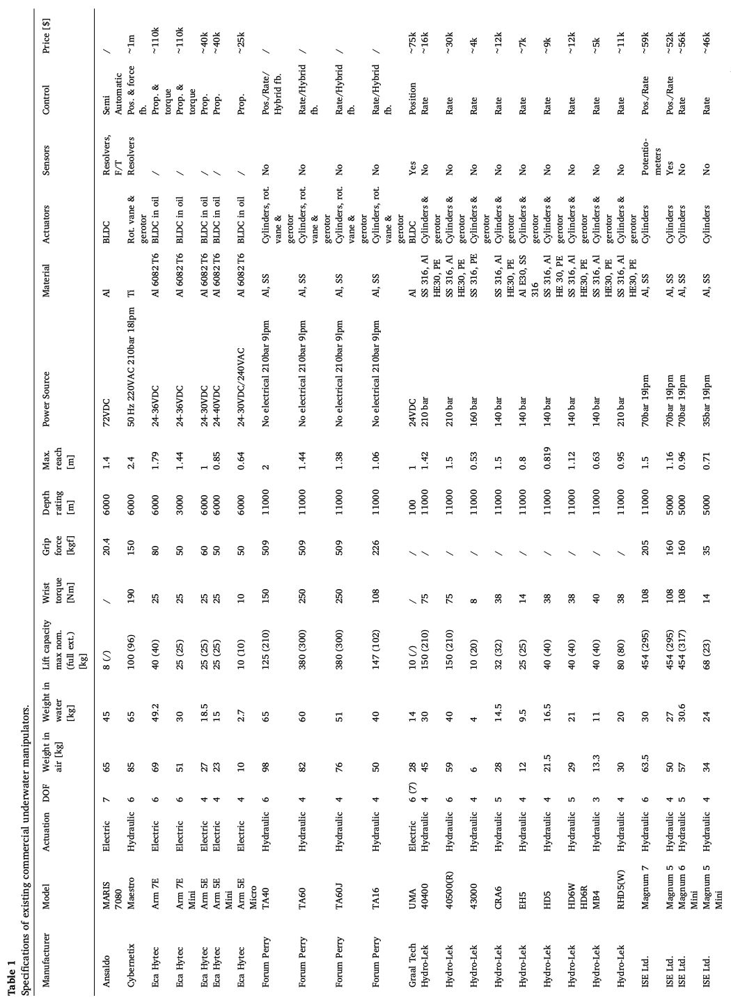 Table 1
Specifications of existing commercial underwater manipulators.
Manufacturer Model Actuation DOF Weight in Weight in Lift capacity Wrist Grip Depth Max. Power Source Material Actuators Sensors Control Price [$]
air [kg] water max nom. torque force rating reach
[kg] (full ext.) [Nm] [kgf] [m] [m]
[kg]
Ansaldo MARIS Electric 7 65 45 8 (/) / 20.4 6000 1.4 72VDC Al BLDC Resolvers, Semi /
7080 F/T Automatic
Cybernetix Maestro Hydraulic 6 85 65 100 (96) 190 150 6000 2.4 50 Hz 220VAC 210bar 18lpm Ti Rot. vane & Resolvers Pos. & force ~1m
gerotor fb.
Eca Hytec Arm 7E Electric 6 69 49.2 40 (40) 25 80 6000 1.79 24-36VDC Al 6082T6 BLDC in oil / Prop. & ~110k
torque
Eca Hytec Arm 7E Electric 6 51 30 25 (25) 25 50 3000 1.44 24-36VDC Al 6082T6 BLDC in oil / Prop. & ~110k
Mini torque
Eca Hytec Arm 5E Electric 4 27 18.5 25 (25) 25 60 6000 1 24-30VDC Al 6082T6 BLDC in oil / Prop. ~40k
Eca Hytec Arm 5E Electric 4 23 15 25 (25) 25 50 6000 0.85 24-40VDC Al 6082T6 BLDC in oil / Prop. ~40k
Mini
Eca Hytec Arm 5E Electric 4 10 2.7 10 (10) 10 50 6000 0.64 24-30VDC/240VAC Al 6082T6 BLDC in oil / Prop. ~25k
Micro
Forum Perry TA40 Hydraulic 6 98 65 125 (210) 150 509 11000 2 No electrical 210bar 9lpm Al, SS Cylinders, rot. No Pos./Rate/ /
vane & Hybrid fb.
gerotor
Forum Perry TA60 Hydraulic 4 82 60 380 (300) 250 509 11000 1.44 No electrical 210bar 9lpm Al, SS Cylinders, rot. No Rate/Hybrid /
vane & fb.
gerotor
Forum Perry TA60J Hydraulic 4 76 51 380 (300) 250 509 11000 1.38 No electrical 210bar 9lpm Al, SS Cylinders, rot. No Rate/Hybrid /
vane & fb.
gerotor
Forum Perry TA16 Hydraulic 4 50 40 147 (102) 108 226 11000 1.06 No electrical 210bar 9lpm Al, SS Cylinders, rot. No Rate/Hybrid /
vane & fb.
gerotor
Graal Tech UMA Electric 6 (7) 28 14 10 (/) / / 100 1 24VDC Al BLDC Yes Position ~75k
Hydro-Lek 40400 Hydraulic 4 45 30 150 (210) 75 / 11000 1.42 210 bar SS 316, Al Cylinders & No Rate ~16k
HE30, PE gerotor
Hydro-Lek 40500(R) Hydraulic 6 59 40 150 (210) 75 / 11000 1.5 210 bar SS 316, Al Cylinders & No Rate ~30k
HE30, PE gerotor
Hydro-Lek 43000 Hydraulic 4 6 4 10 (20) 8 / 11000 0.53 160 bar SS 316, PE Cylinders & No Rate ~4k
gerotor
Hydro-Lek CRA6 Hydraulic 5 28 14.5 32 (32) 38 / 11000 1.5 140 bar SS 316, Al Cylinders & No Rate ~12k
HE30, PE gerotor
Hydro-Lek EH5 Hydraulic 4 12 9.5 25 (25) 14 / 11000 0.8 140 bar Al E30, SS Cylinders & No Rate ~7k
316 gerotor
Hydro-Lek HD5 Hydraulic 4 21.5 16.5 40 (40) 38 / 11000 0.819 140 bar SS 316, Al Cylinders & No Rate ~9k
HE 30, PE gerotor
Hydro-Lek HD6W Hydraulic 5 29 21 40 (40) 38 / 11000 1.12 140 bar SS 316, Al Cylinders & No Rate ~12k
HD6R HE30, PE gerotor
Hydro-Lek MB4 Hydraulic 3 13.3 11 40 (40) 40 / 11000 0.63 140 bar SS 316, Al Cylinders & No Rate ~5k
HE30, PE gerotor
Hydro-Lek RHD5(W) Hydraulic 4 30 20 80 (80) 38 / 11000 0.95 210 bar SS 316, Al Cylinders & No Rate ~11k
HE30, PE gerotor
ISE Ltd. Magnum 7 Hydraulic 6 63.5 30 454 (295) 108 205 11000 1.5 70bar 19lpm Al, SS Cylinders Potentio- Pos./Rate ~59k
meters
ISE Ltd. Magnum 5 Hydraulic 4 50 27 454 (295) 108 160 5000 1.16 70bar 19lpm Al, SS Cylinders Yes Pos./Rate ~52k
ISE Ltd. Magnum 6 Hydraulic 5 57 30.6 454 (317) 108 160 5000 0.96 70bar 19lpm Al, SS Cylinders No Rate ~56k
Mini
ISE Ltd. Magnum 5 Hydraulic 4 34 24 68 (23) 14 35 5000 0.71 35bar 19lpm Al, SS Cylinders No Rate ~46k
Mini